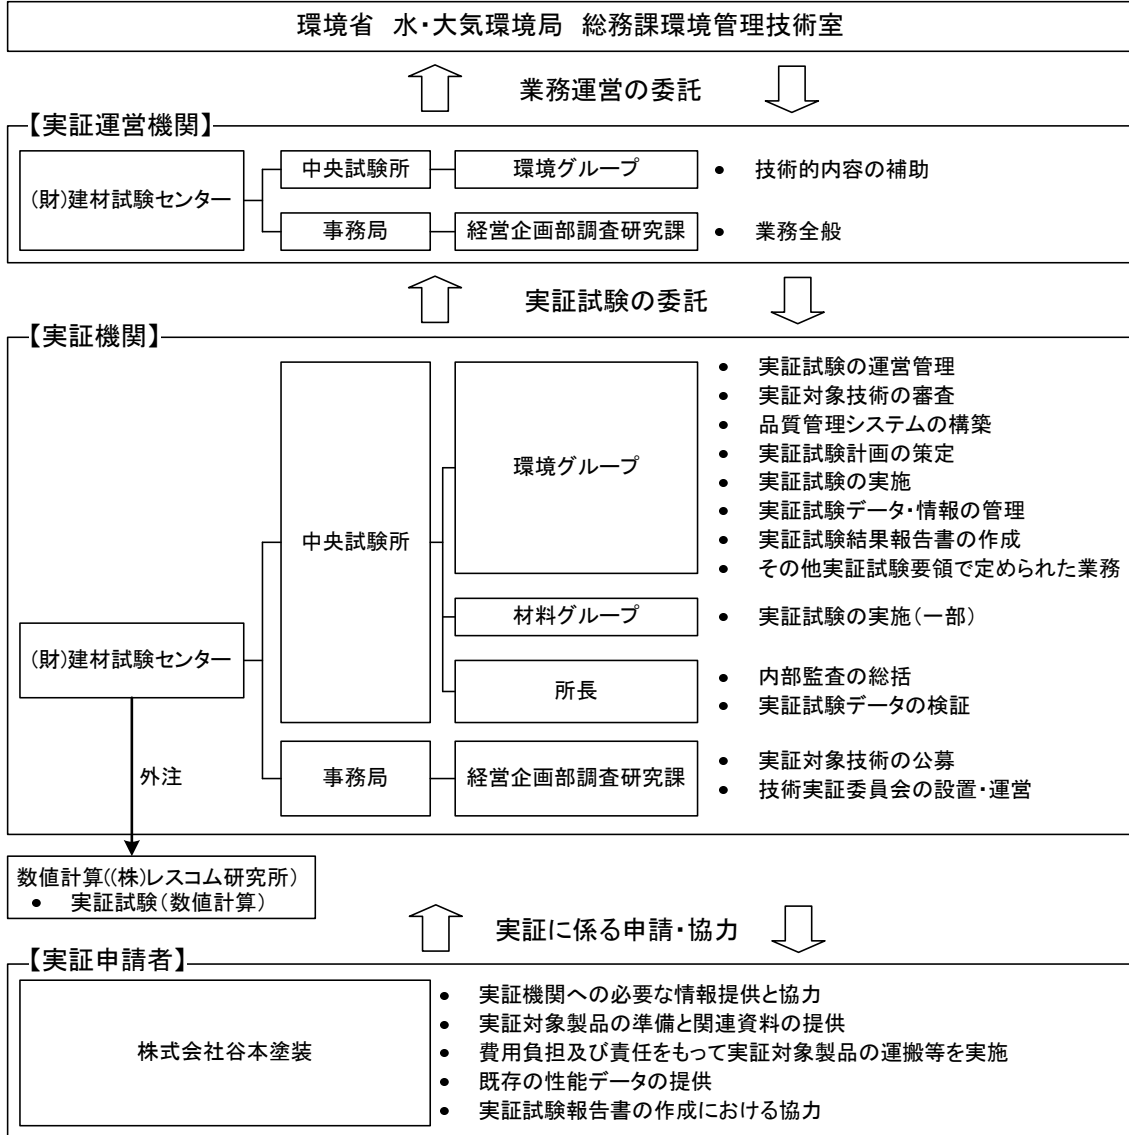 環境省　水・大気環境局　総務課環境管理技術室
業務運営の委託
【実証運営機関】
(財)建材試験センター
中央試験所
環境グループ
• 技術的内容の補助
事務局
経営企画部調査研究課
• 業務全般
実証試験の委託
【実証機関】
(財)建材試験センター
中央試験所
環境グループ
• 実証試験の運営管理
• 実証対象技術の審査
• 品質管理システムの構築
• 実証試験計画の策定
• 実証試験の実施
• 実証試験データ・情報の管理
• 実証試験結果報告書の作成
• その他実証試験要領で定められた業務
材料グループ
• 実証試験の実施(一部)
所長
• 内部監査の総括
• 実証試験データの検証
事務局
経営企画部調査研究課
• 実証対象技術の公募
• 技術実証委員会の設置・運営
外注
数値計算((株)レスコム研究所)
• 実証試験(数値計算)
実証に係る申請・協力
【実証申請者】
株式会社谷本塗装
• 実証機関への必要な情報提供と協力
• 実証対象製品の準備と関連資料の提供
• 費用負担及び責任をもって実証対象製品の運搬等を実施
• 既存の性能データの提供
• 実証試験報告書の作成における協力